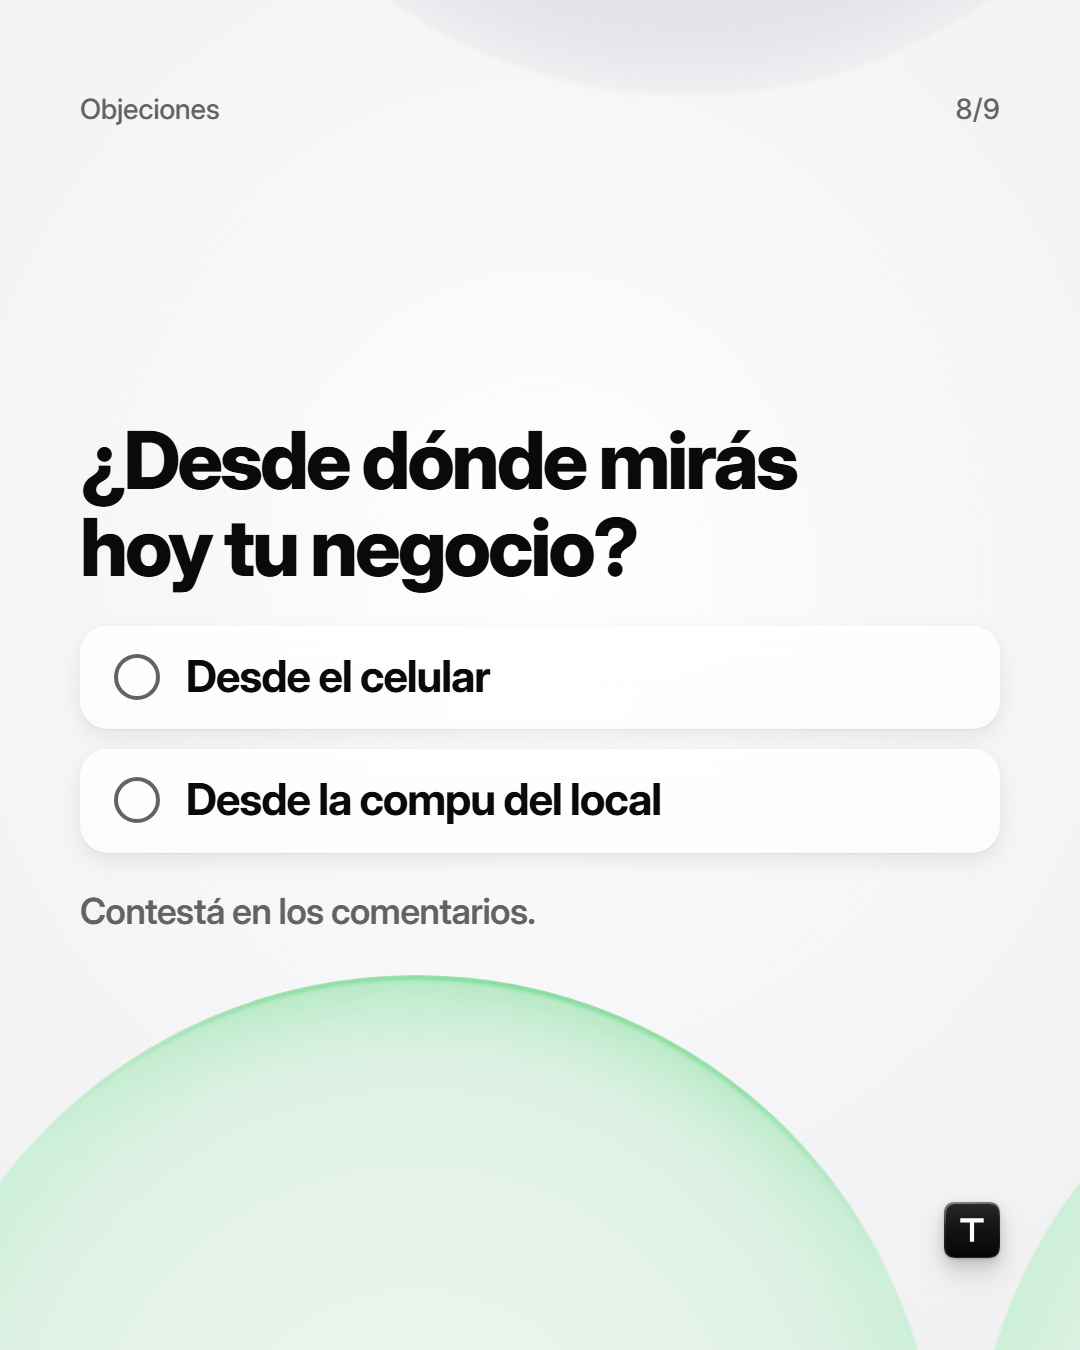 Objeciones
8/9
¿Desde dónde mirás
hoy tu negocio?
Desde el celular
Desde la compu del local
Contestá en los comentarios.
T